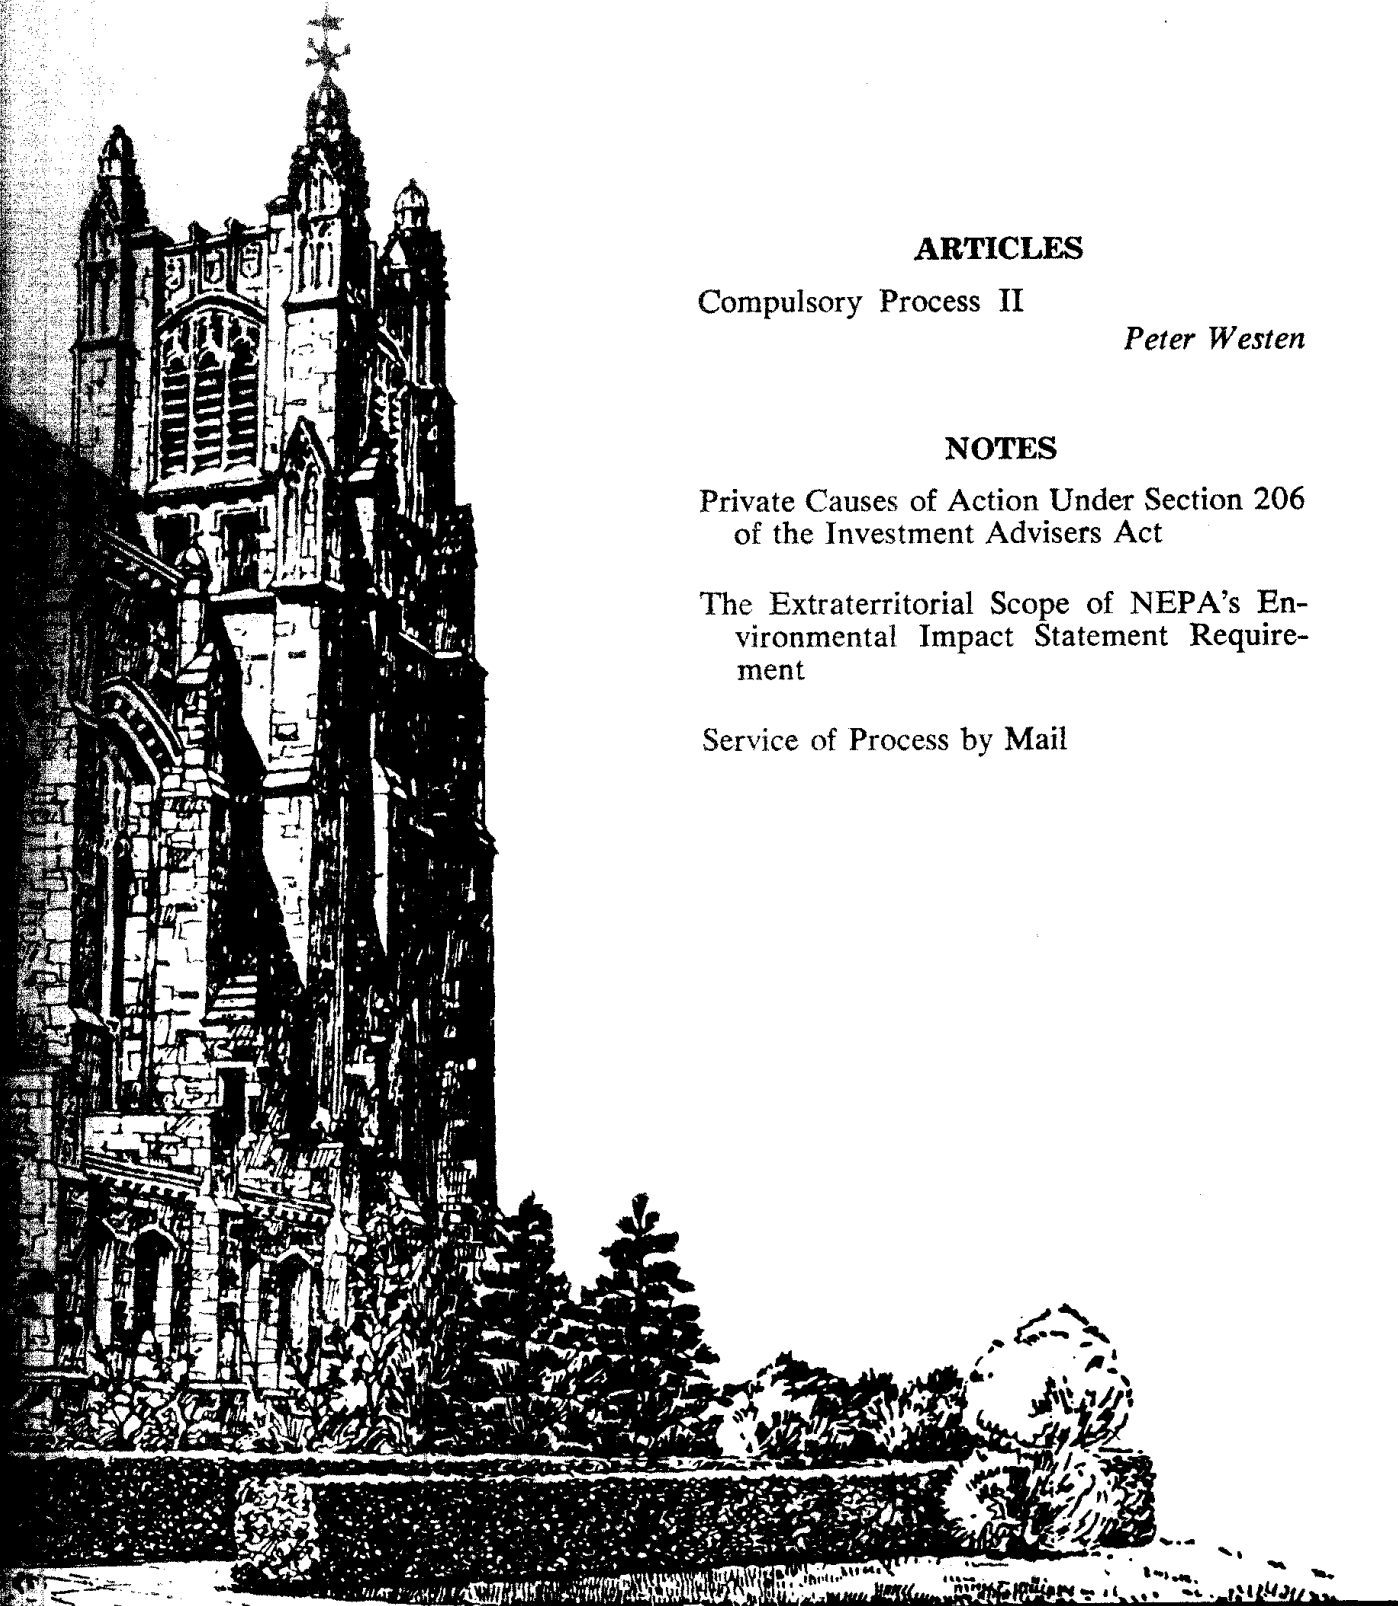 ARTICLES
Compulsory Process II
Peter Westen
NOTES
Private Causes of Action Under Section 206
of the Investment Advisers Act
The Extraterritorial Scope of NEPA's En-
vironmental Impact Statement Require-
ment
Service of Process by Mail